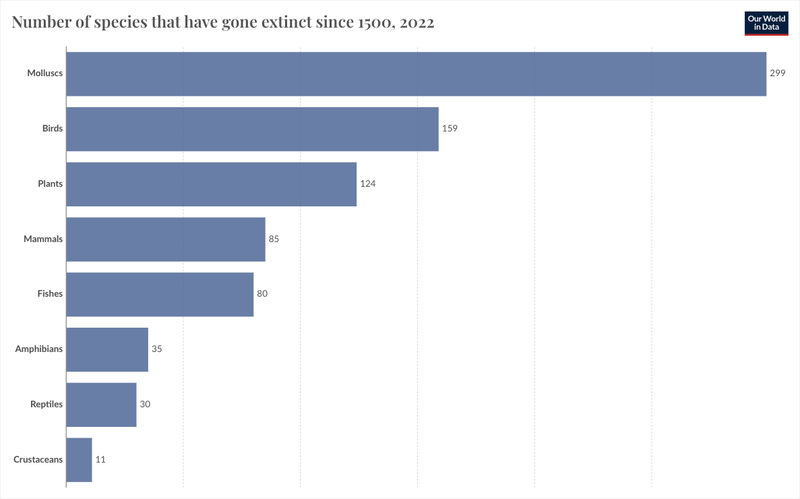 Number of species that have gone extinct since 1500, 2022
Our World
in Data
Molluscs 299
Birds 159
Plants 124
Mammals 85
Fishes 80
Amphibians 35
Reptiles 30
Crustaceans 11